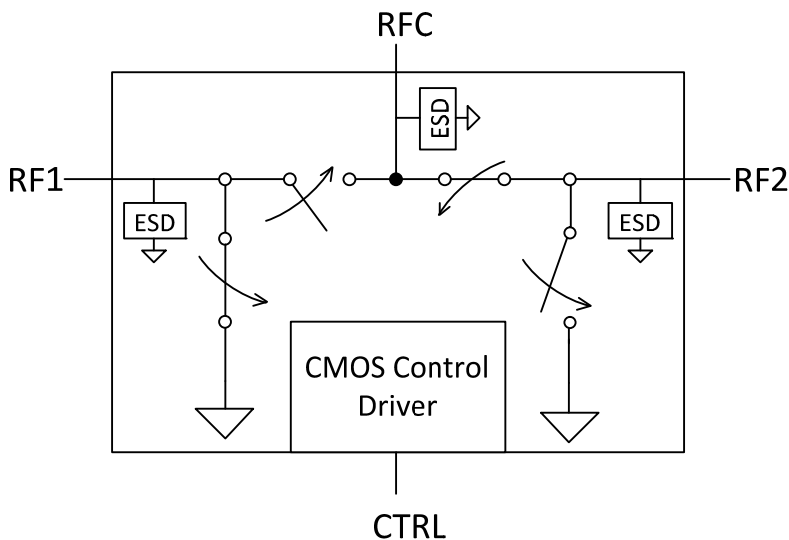 RFC
ESD
RF1
RF2
ESD
ESD
CMOS Control
Driver
CTRL